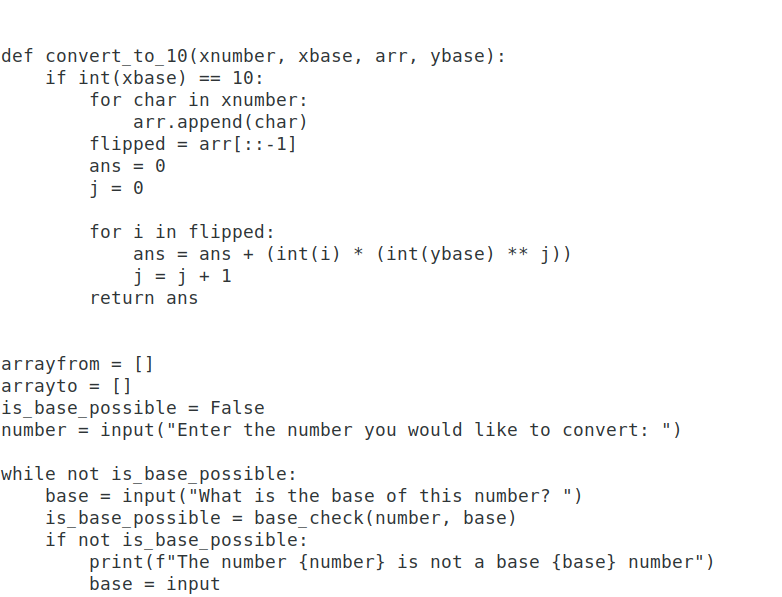 def convert_to_10(xnumber, xbase, arr, ybase):
    if int(xbase) == 10:
        for char in xnumber:
            arr.append(char)
        flipped = arr[::-1]
        ans = 0
        j = 0

        for i in flipped:
            ans = ans + (int(i) * (int(ybase) ** j))
            j = j + 1
        return ans


arrayfrom = []
arrayto = []
is_base_possible = False
number = input("Enter the number you would like to convert: ")

while not is_base_possible:
    base = input("What is the base of this number? ")
    is_base_possible = base_check(number, base)
    if not is_base_possible:
        print(f"The number {number} is not a base {base} number")
        base = input